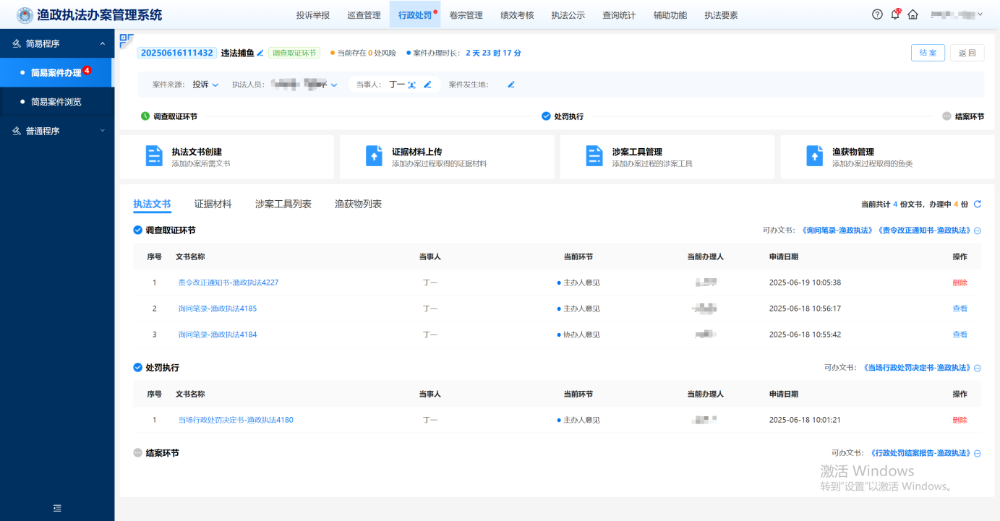 渔政执法办案管理系统 投诉举报 巡查管理 行政处罚 卷宗管理 绩效考核 执法公示 查询统计 辅助功能 执法要素
简易程序
简易案件办理 4
简易案件浏览
普通程序
20250616111432 违法捕鱼 调查取证环节 当前存在0处风险 案件办理时长： 2 天 23 时 17 分 结 案 返 回
案件来源： 投诉 执法人员： 当事人： 丁一 案件发生地：
调查取证环节 处罚执行 结案环节
执法文书创建
添加办案所需文书
证据材料上传
添加办案过程取得的证据材料
涉案工具管理
添加办案过程的涉案工具
渔获物管理
添加办案过程取得的鱼类
执法文书 证据材料 涉案工具列表 渔获物列表 当前共计 4 份文书，办理中 4 份
调查取证环节 可办文书： 《询问笔录-渔政执法》 《责令改正通知书-渔政执法》
序号 文书名称 当事人 当前环节 当前办理人 申请日期 操作
1 责令改正通知书-渔政执法4227 丁一 主办人意见 2025-06-19 10:05:38 删除
2 询问笔录-渔政执法4185 丁一 主办人意见 2025-06-18 10:56:17 查看
3 询问笔录-渔政执法4184 丁一 协办人意见 2025-06-18 10:55:42 查看
处罚执行 可办文书： 《当场行政处罚决定书-渔政执法》
序号 文书名称 当事人 当前环节 当前办理人 申请日期 操作
1 当场行政处罚决定书-渔政执法4180 丁一 主办人意见 2025-06-18 10:01:21 删除
结案环节 可办文书： 《行政处罚结案报告-渔政执法》
激活 Windows
转到“设置”以激活 Windows。